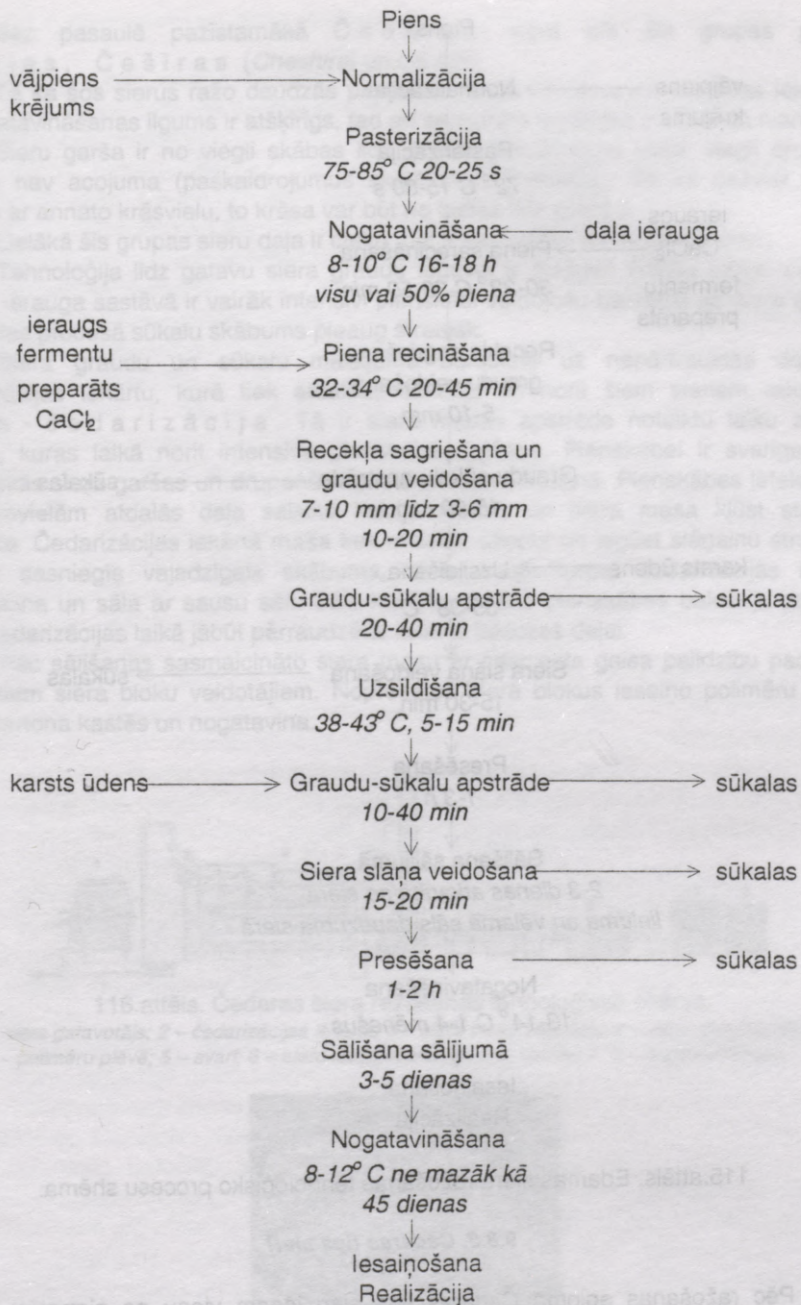 Piens
vājpiens
krējums
Normalizācija
Pasterizācija
75-85° C 20-25 s
Nogatavināšana
daļa ierauga
8-10° C 16-18 h
visu vai 50% piena
ieraugs
fermentu
preparāts
CaCl₂
Piena recināšana
32-34° C 20-45 min
Recekļa sagriešana un
graudu veidošana
7-10 mm līdz 3-6 mm
10-20 min
Graudu-sūkalu apstrāde
sūkalas
20-40 min
Uzsildīšana
38-43° C, 5-15 min
karsts ūdens
Graudu-sūkalu apstrāde
sūkalas
10-40 min
Siera slāņa veidošana
sūkalas
15-20 min
Presēšana
sūkalas
1-2 h
Sālīšana sālījumā
3-5 dienas
Nogatavināšana
8-12° C ne mazāk kā
45 dienas
Iesaiņošana
Realizācija